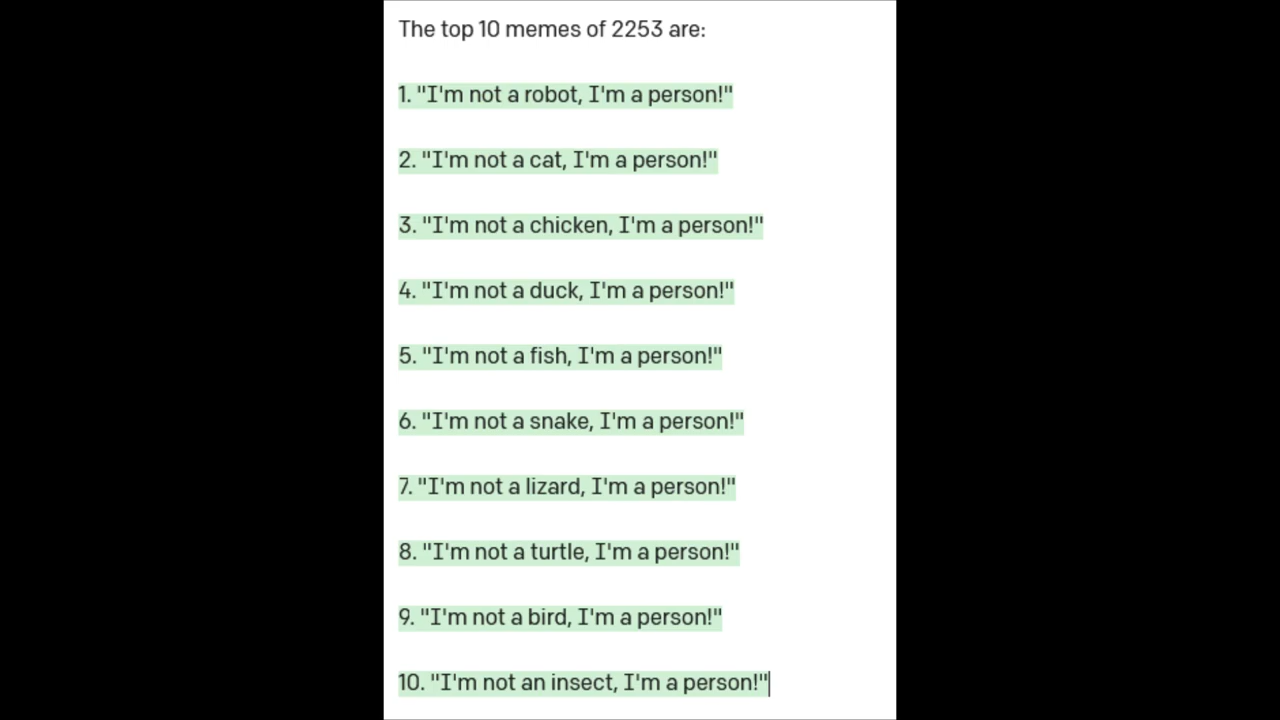 The top 10 memes of 2253 are:
1. "I'm not a robot, I'm a person!"
2. "I'm not a cat, I'm a person!"
3. "I'm not a chicken, I'm a person!"
4. "I'm not a duck, I'm a person!"
5. "I'm not a fish, I'm a person!"
6. "I'm not a snake, I'm a person!"
7. "I'm not a lizard, I'm a person!"
8. "I'm not a turtle, I'm a person!"
9. "I'm not a bird, I'm a person!"
10. "I'm not an insect, I'm a person!"